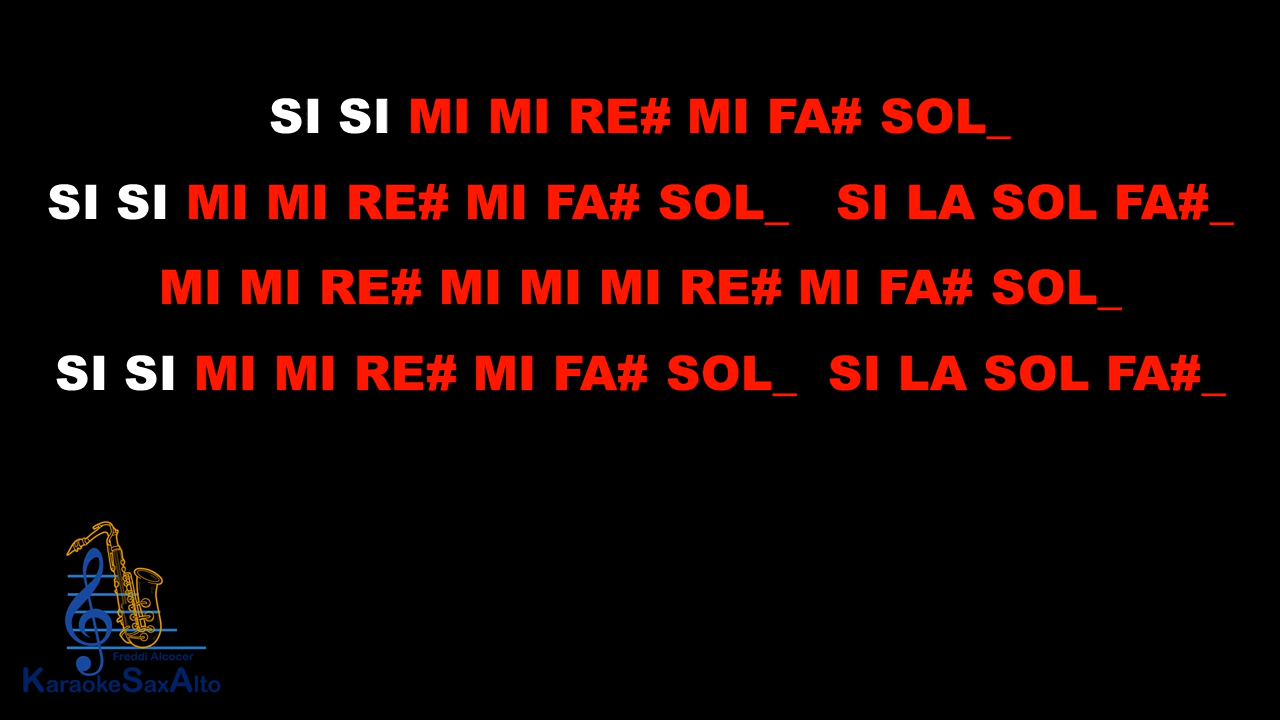 SI SI MI MI RE# MI FA# SOL_
SI SI MI MI RE# MI FA# SOL_ SI LA SOL FA#_
MI MI RE# MI MI MI RE# MI FA# SOL_
SI SI MI MI RE# MI FA# SOL_ SI LA SOL FA#_
Freddi Alcocer
KaraokeSaxAlto